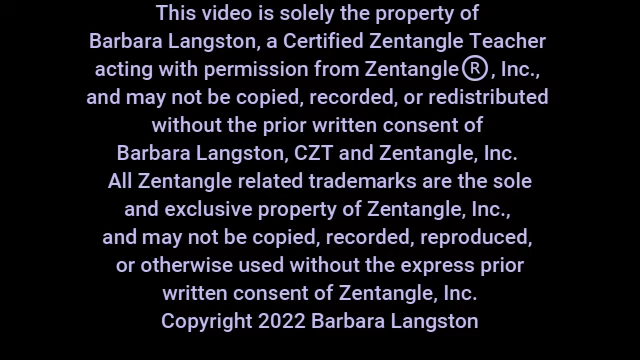 This video is solely the property of
Barbara Langston, a Certified Zentangle Teacher
acting with permission from Zentangle®, Inc.,
and may not be copied, recorded, or redistributed
without the prior written consent of
Barbara Langston, CZT and Zentangle, Inc.
All Zentangle related trademarks are the sole
and exclusive property of Zentangle, Inc.,
and may not be copied, recorded, reproduced,
or otherwise used without the express prior
written consent of Zentangle, Inc.
Copyright 2022 Barbara Langston